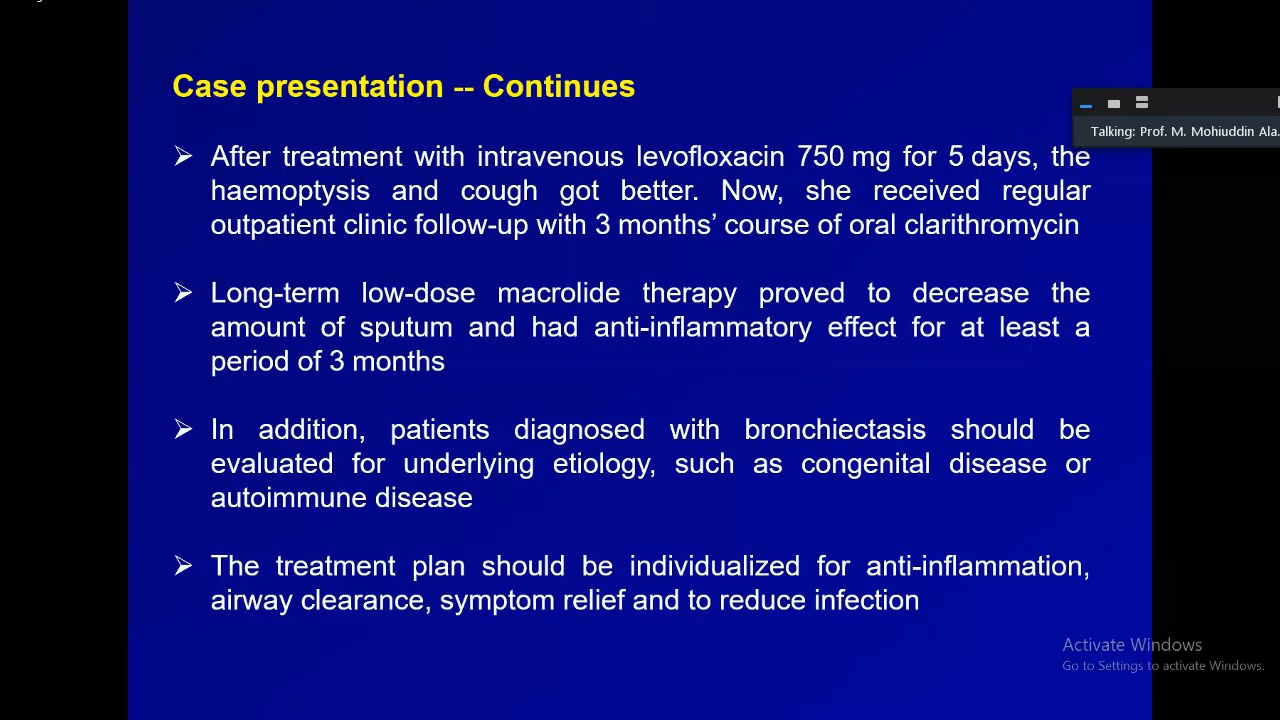 Case presentation -- Continues
Talking: Prof. M. Mohiuddin Ala...
➢ After treatment with intravenous levofloxacin 750 mg for 5 days, the
haemoptysis and cough got better. Now, she received regular
outpatient clinic follow-up with 3 months’ course of oral clarithromycin
➢ Long-term low-dose macrolide therapy proved to decrease the
amount of sputum and had anti-inflammatory effect for at least a
period of 3 months
➢ In addition, patients diagnosed with bronchiectasis should be
evaluated for underlying etiology, such as congenital disease or
autoimmune disease
➢ The treatment plan should be individualized for anti-inflammation,
airway clearance, symptom relief and to reduce infection
Activate Windows
Go to Settings to activate Windows.